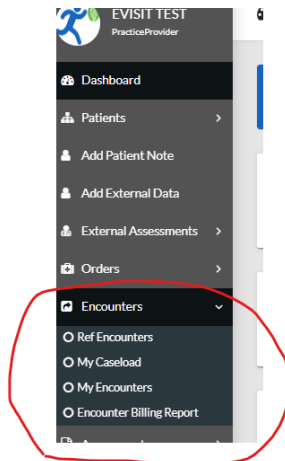 EVISIT TEST
PracticeProvider
Dashboard
Patients
Add Patient Note
Add External Data
External Assessments
Orders
Encounters
Ref Encounters
My Caseload
My Encounters
Encounter Billing Report